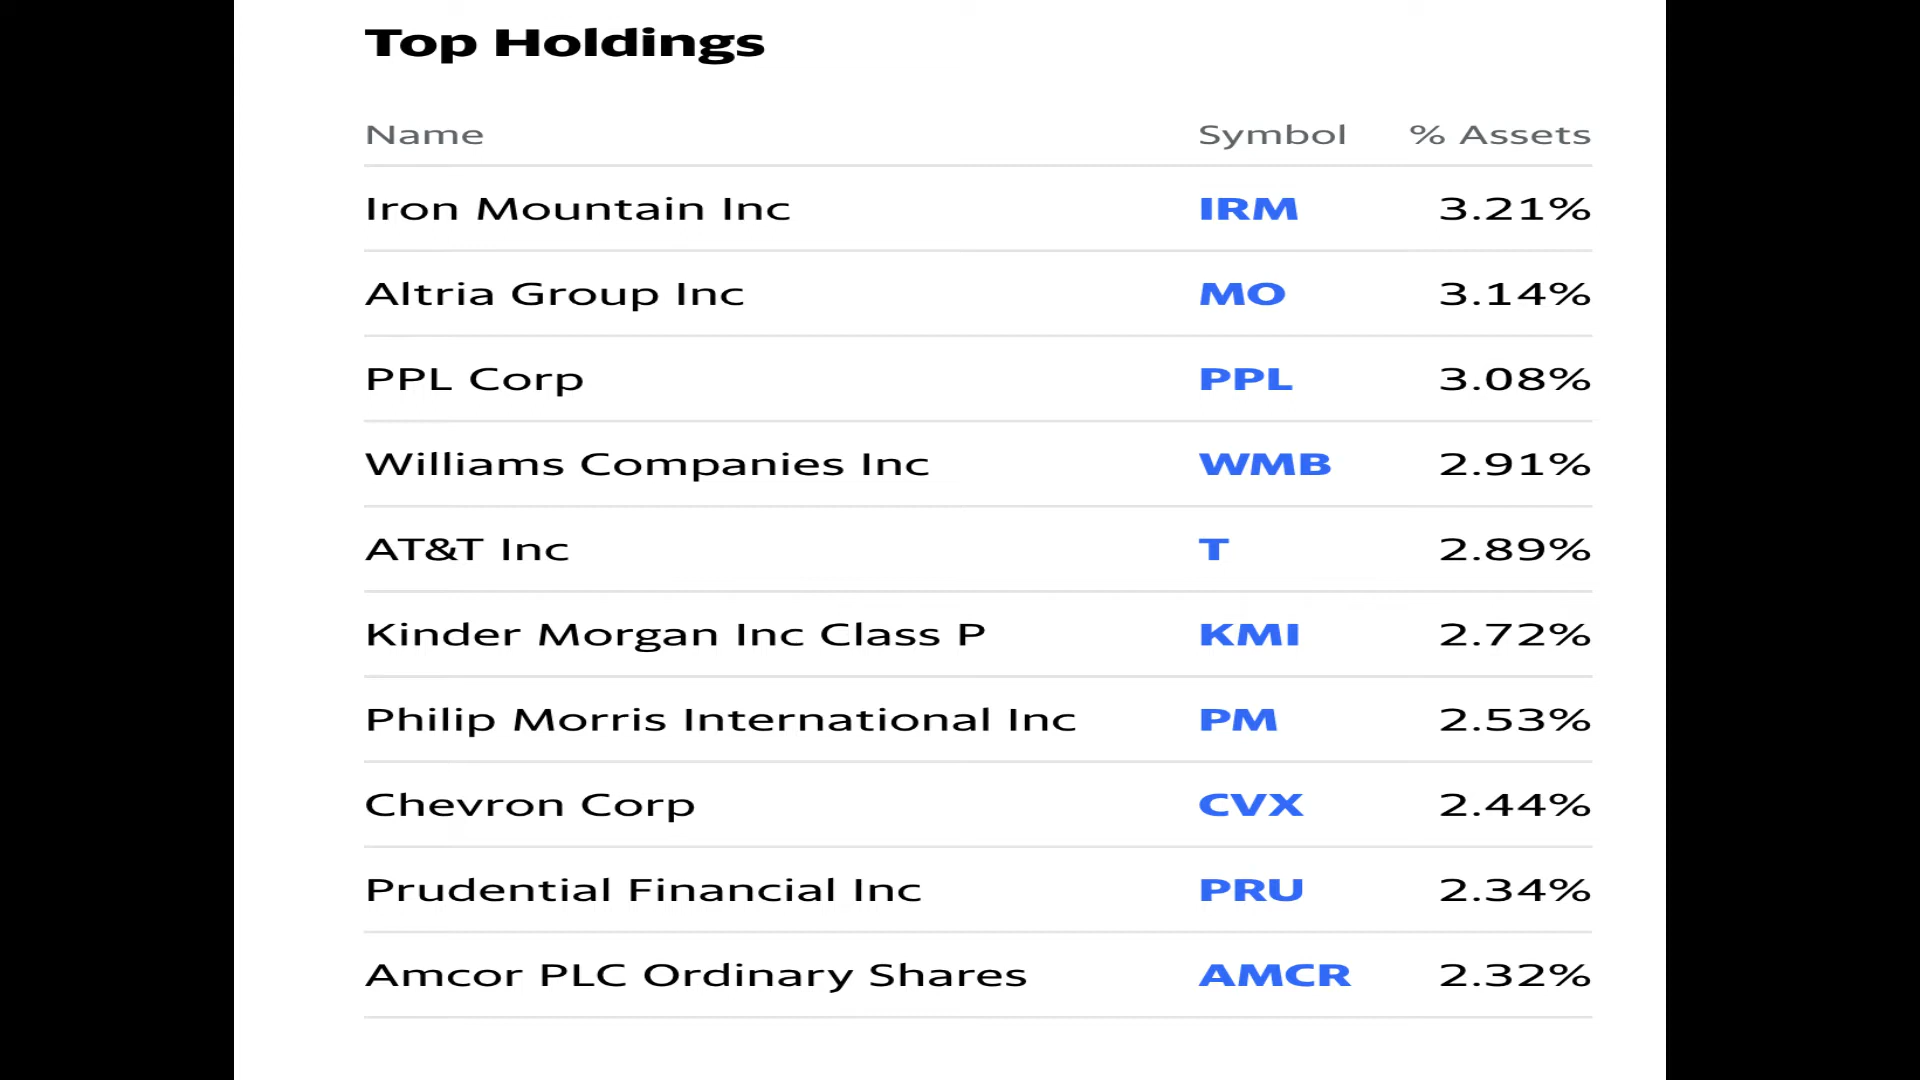 Top Holdings
Name Symbol % Assets
Iron Mountain Inc IRM 3.21%
Altria Group Inc MO 3.14%
PPL Corp PPL 3.08%
Williams Companies Inc WMB 2.91%
AT&T Inc T 2.89%
Kinder Morgan Inc Class P KMI 2.72%
Philip Morris International Inc PM 2.53%
Chevron Corp CVX 2.44%
Prudential Financial Inc PRU 2.34%
Amcor PLC Ordinary Shares AMCR 2.32%